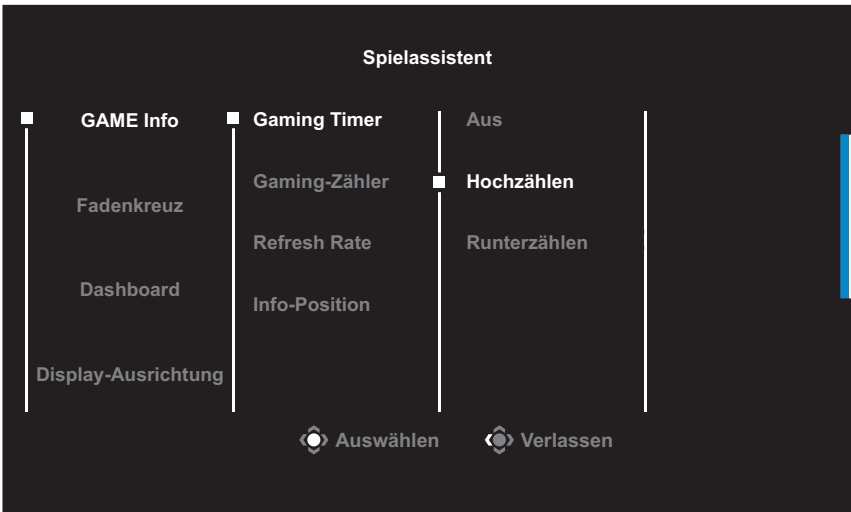 Spielassistent
GAME Info
Gaming Timer
Aus
Gaming-Zähler
Hochzählen
Fadenkreuz
Refresh Rate
Runterzählen
Dashboard
Info-Position
Display-Ausrichtung
Auswählen
Verlassen